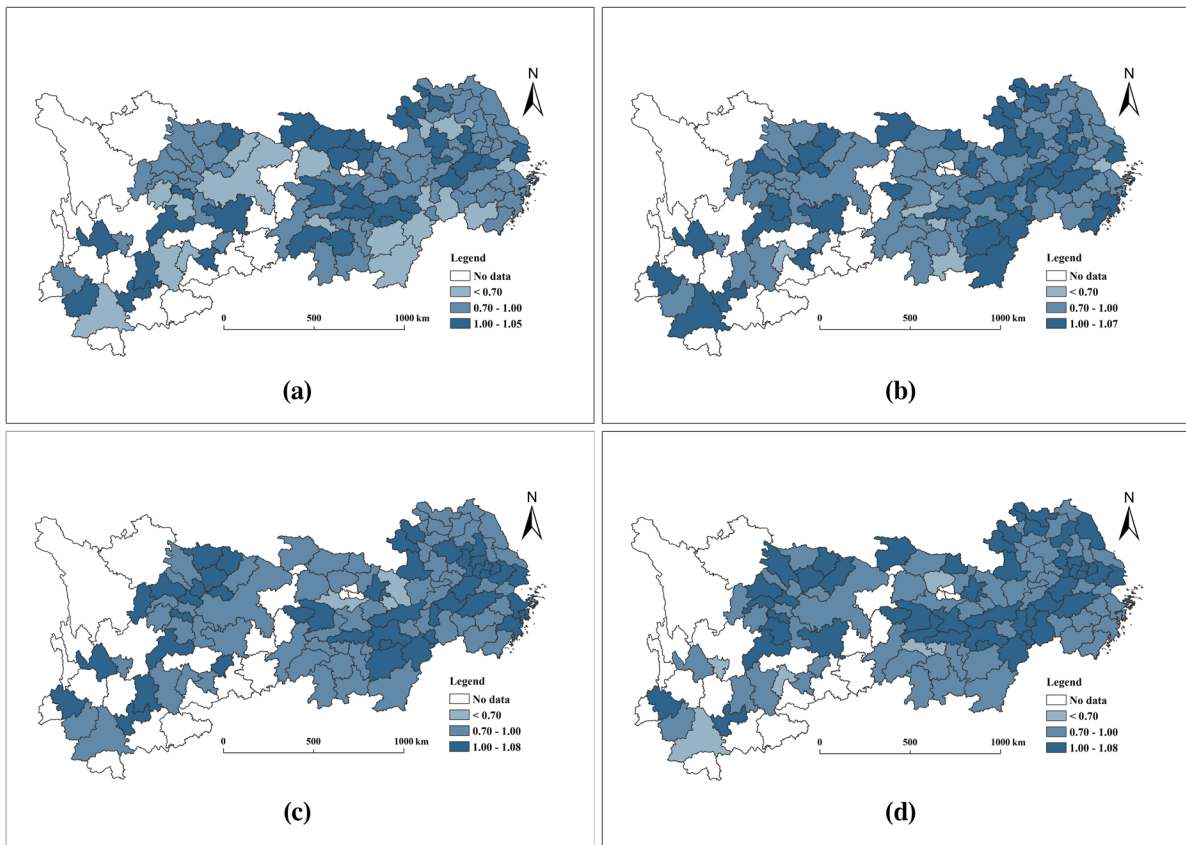 N
Legend
No data
< 0.70
0.70 - 1.00
1.00 - 1.05
0 500 1000 km
(a)
N
Legend
No data
< 0.70
0.70 - 1.00
1.00 - 1.07
0 500 1000 km
(b)
N
Legend
No data
< 0.70
0.70 - 1.00
1.00 - 1.08
0 500 1000 km
(c)
N
Legend
No data
< 0.70
0.70 - 1.00
1.00 - 1.08
0 500 1000 km
(d)